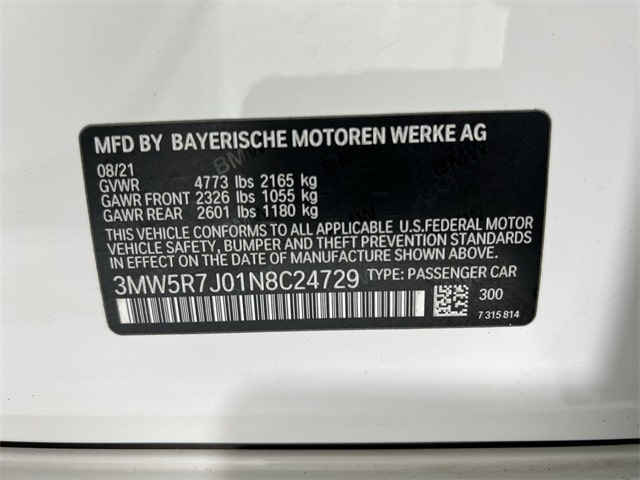 MFD BY BAYERISCHE MOTOREN WERKE AG
08/21
GVWR 4773 lbs 2165 kg
GAWR FRONT 2326 lbs 1055 kg
GAWR REAR 2601 lbs 1180 kg
THIS VEHICLE CONFORMS TO ALL APPLICABLE U.S.FEDERAL MOTOR
VEHICLE SAFETY, BUMPER AND THEFT PREVENTION STANDARDS
IN EFFECT ON THE DATE OF MANUFACTURE SHOWN ABOVE.
3MW5R7J01N8C24729 TYPE: PASSENGER CAR
300
7 315 814